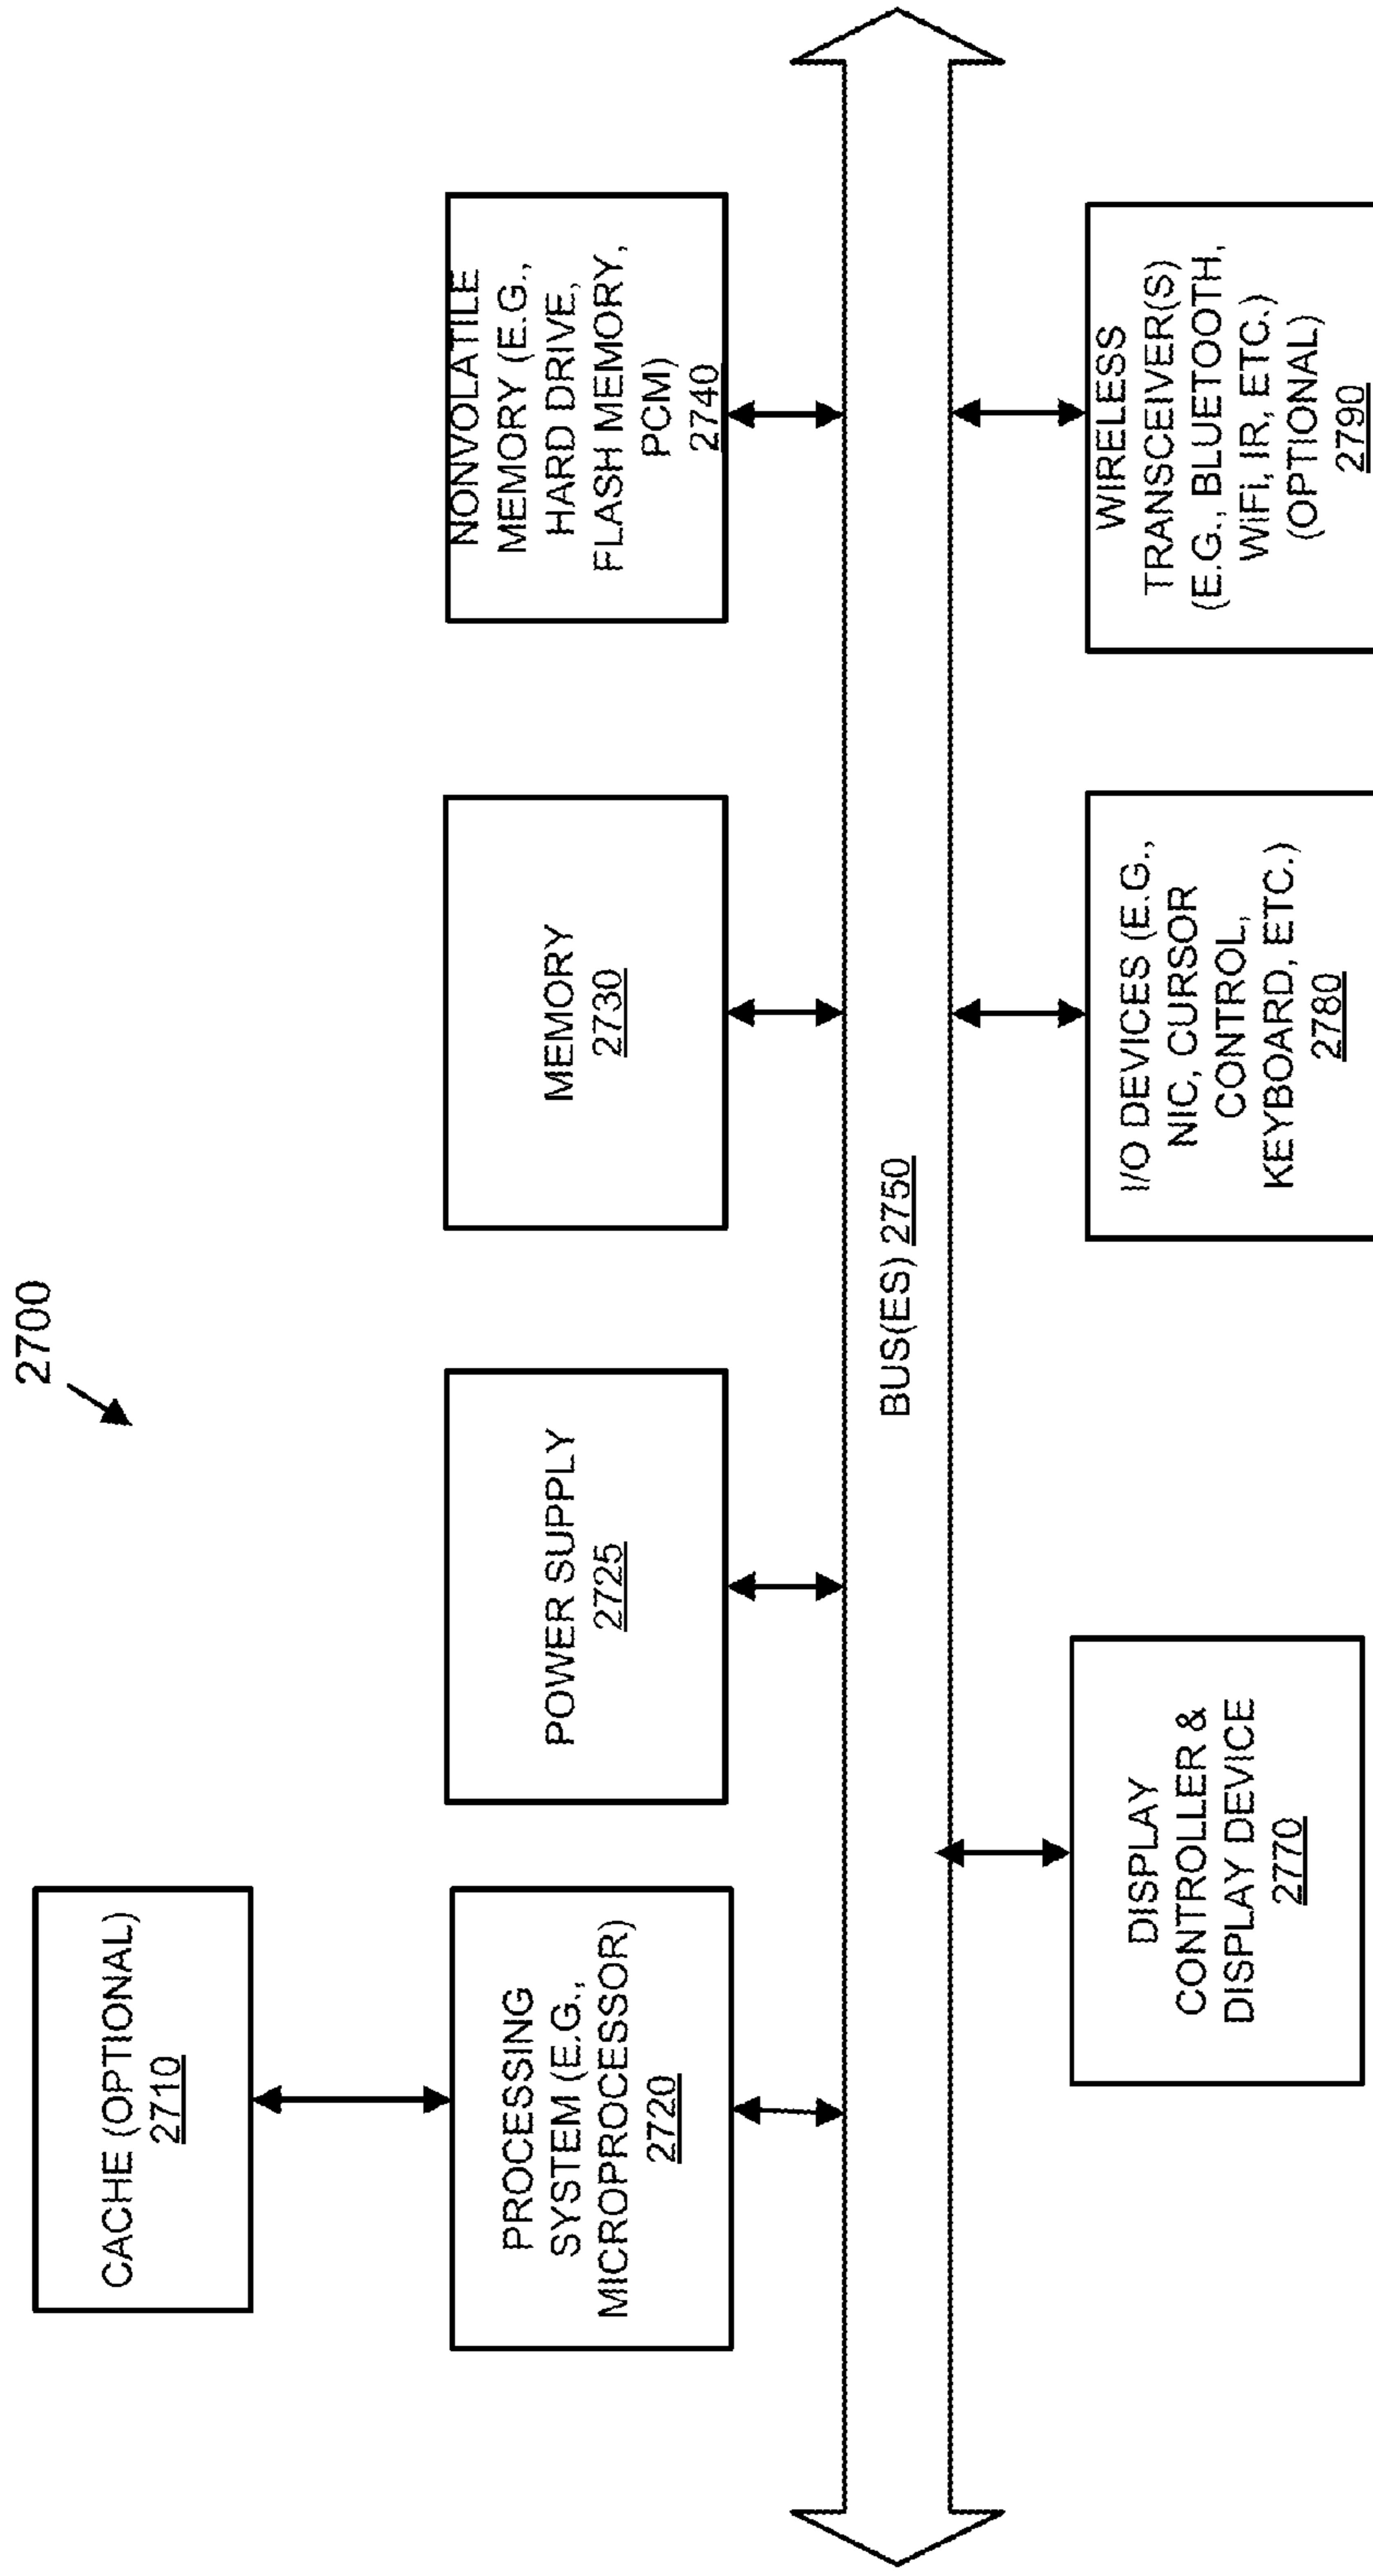 2700
CACHE (OPTIONAL)
2710
PROCESSING
SYSTEM (E.G.,
MICROPROCESSOR)
2720
POWER SUPPLY
2725
MEMORY
2730
NONVOLATILE
MEMORY (E.G.,
HARD DRIVE,
FLASH MEMORY,
PCM)
2740
BUS(ES) 2750
DISPLAY
CONTROLLER &
DISPLAY DEVICE
2770
I/O DEVICES (E.G.,
NIC, CURSOR
CONTROL,
KEYBOARD, ETC.)
2780
WIRELESS
TRANSCEIVER(S)
(E.G., BLUETOOTH,
WiFi, IR, ETC.)
(OPTIONAL)
2790